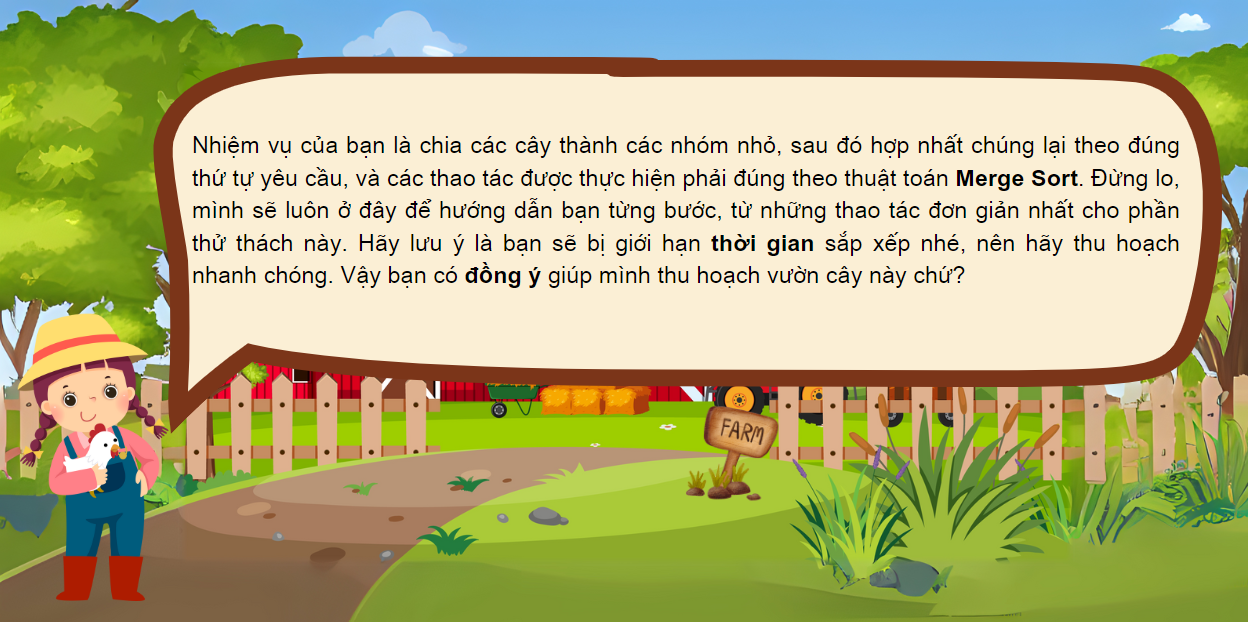 Nhiệm vụ của bạn là chia các cây thành các nhóm nhỏ, sau đó hợp nhất chúng lại theo đúng
thứ tự yêu cầu, và các thao tác được thực hiện phải đúng theo thuật toán Merge Sort. Đừng lo,
mình sẽ luôn ở đây để hướng dẫn bạn từng bước, từ những thao tác đơn giản nhất cho phần
thử thách này. Hãy lưu ý là bạn sẽ bị giới hạn thời gian sắp xếp nhé, nên hãy thu hoạch
nhanh chóng. Vậy bạn có đồng ý giúp mình thu hoạch vườn cây này chứ?
FARM